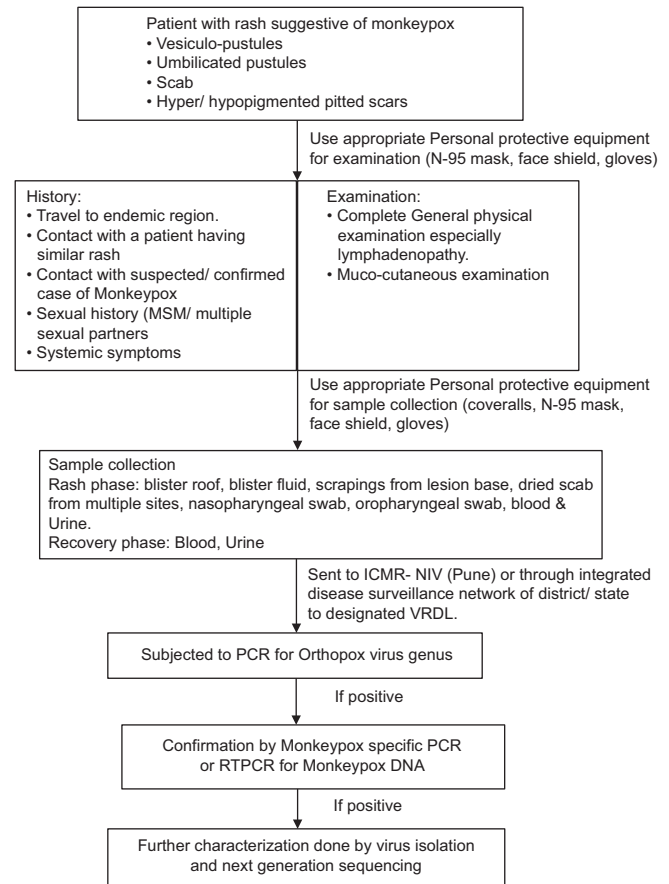 Patient with rash suggestive of monkeypox
• Vesiculo-pustules
• Umbilicated pustules
• Scab
• Hyper/ hypopigmented pitted scars
Use appropriate Personal protective equipment
for examination (N-95 mask, face shield, gloves)
History:
• Travel to endemic region.
• Contact with a patient having
similar rash
• Contact with suspected/ confirmed
case of Monkeypox
• Sexual history (MSM/ multiple
sexual partners
• Systemic symptoms
Examination:
• Complete General physical
examination especially
lymphadenopathy.
• Muco-cutaneous examination
Use appropriate Personal protective equipment
for sample collection (coveralls, N-95 mask,
face shield, gloves)
Sample collection
Rash phase: blister roof, blister fluid, scrapings from lesion base, dried scab
from multiple sites, nasopharyngeal swab, oropharyngeal swab, blood &
Urine.
Recovery phase: Blood, Urine
Sent to ICMR- NIV (Pune) or through integrated
disease surveillance network of district/ state
to designated VRDL.
Subjected to PCR for Orthopox virus genus
If positive
Confirmation by Monkeypox specific PCR
or RTPCR for Monkeypox DNA
If positive
Further characterization done by virus isolation
and next generation sequencing